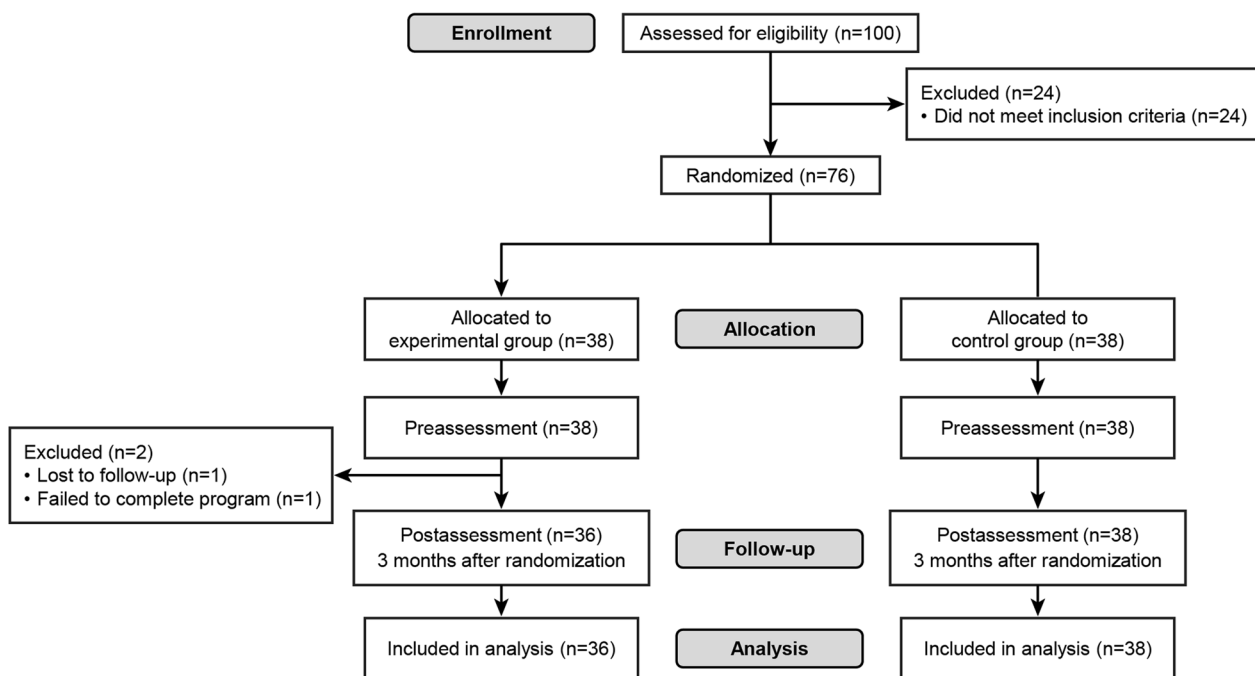 Enrollment
Assessed for eligibility (n=100)
Excluded (n=24)
• Did not meet inclusion criteria (n=24)
Randomized (n=76)
Allocated to
experimental group (n=38)
Allocation
Allocated to
control group (n=38)
Preassessment (n=38)
Preassessment (n=38)
Excluded (n=2)
• Lost to follow-up (n=1)
• Failed to complete program (n=1)
Postassessment (n=36)
3 months after randomization
Follow-up
Postassessment (n=38)
3 months after randomization
Included in analysis (n=36)
Analysis
Included in analysis (n=38)